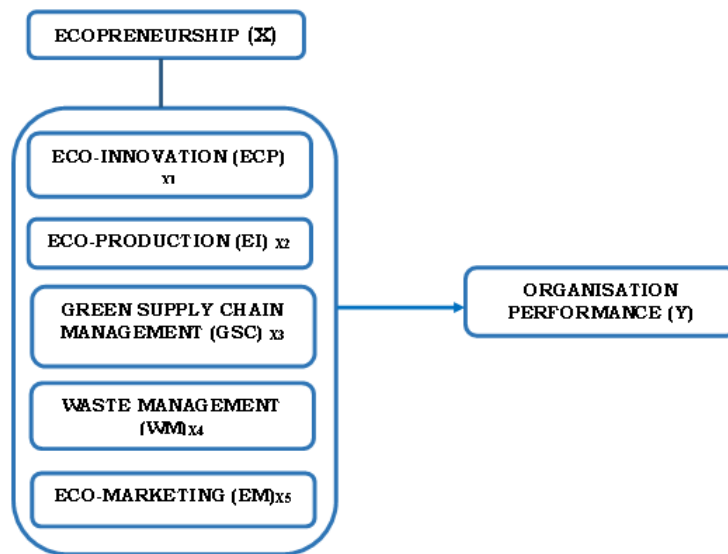 ECOPRENEURSHIP (X)
ECO-INNOVATION (ECP)
X1
ECO-PRODUCTION (EI) X2
GREEN SUPPLY CHAIN
MANAGEMENT (GSC) X3
WASTE MANAGEMENT
(WM)X4
ECO-MARKETING (EM)X5
ORGANISATION
PERFORMANCE (Y)